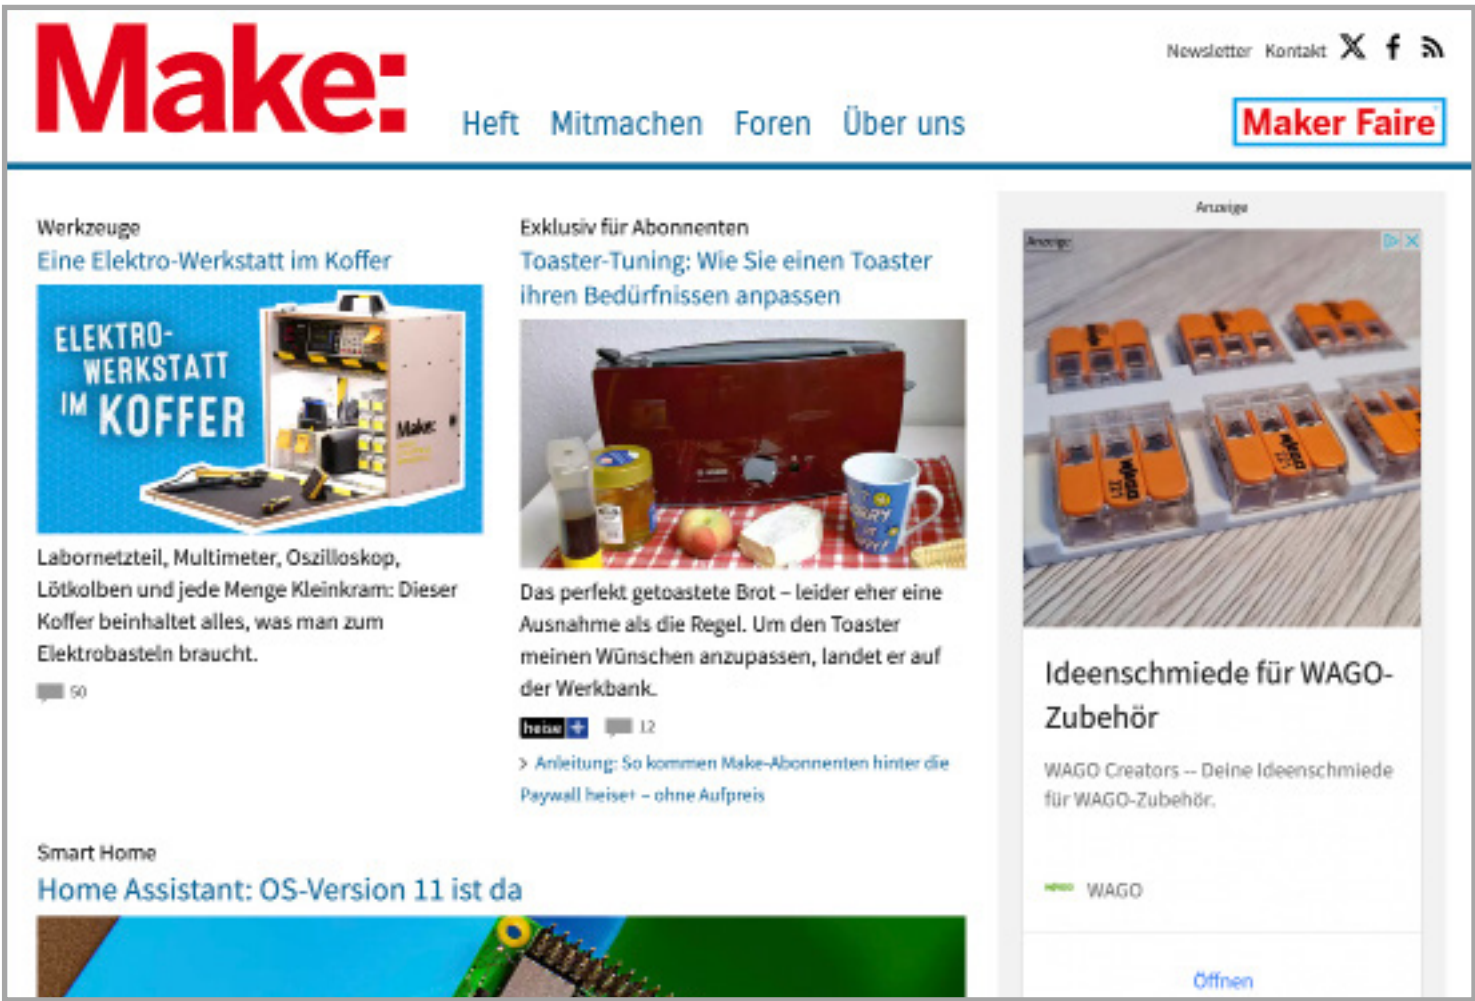 Make:
Newsletter Kontakt
Heft Mitmachen Foren Über uns
Maker Faire
Werkzeuge
Eine Elektro-Werkstatt im Koffer
ELEKTRO-
WERKSTATT
IM KOFFER
Make:
Labornetzteil, Multimeter, Oszilloskop,
Lötkolben und jede Menge Kleinkram: Dieser
Koffer beinhaltet alles, was man zum
Elektrobasteln braucht.
50
Exklusiv für Abonnenten
Toaster-Tuning: Wie Sie einen Toaster
ihren Bedürfnissen anpassen
Das perfekt getoastete Brot – leider eher eine
Ausnahme als die Regel. Um den Toaster
meinen Wünschen anzupassen, landet er auf
der Werkbank.
heise + 12
› Anleitung: So kommen Make-Abonnenten hinter die
Paywall heise+ – ohne Aufpreis
Smart Home
Home Assistant: OS-Version 11 ist da
Anzeige
Anzeige
WAGO
WAGO
Ideenschmiede für WAGO-
Zubehör
WAGO Creators -- Deine Ideenschmiede
für WAGO-Zubehör.
WAGO WAGO
Öffnen